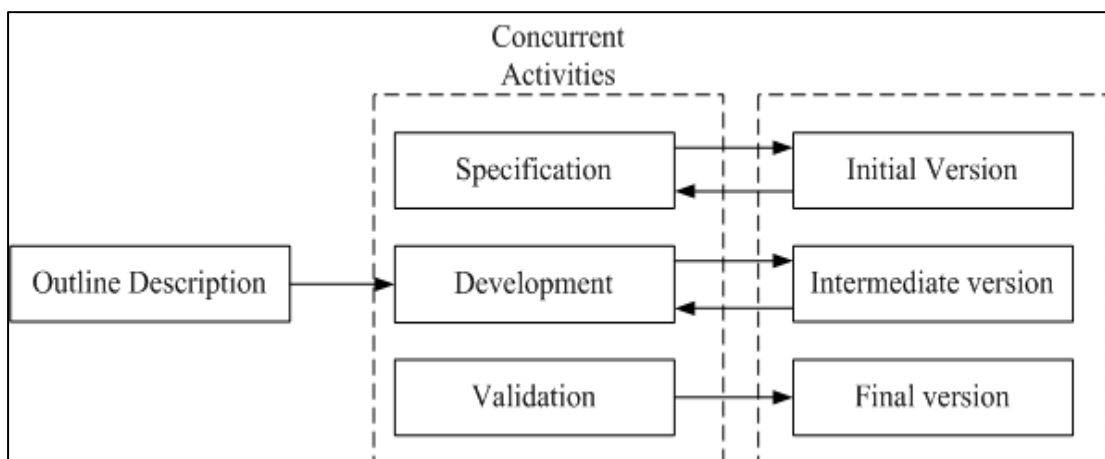 Concurrent
Activities
Specification
Initial Version
Outline Description
Development
Intermediate version
Validation
Final version